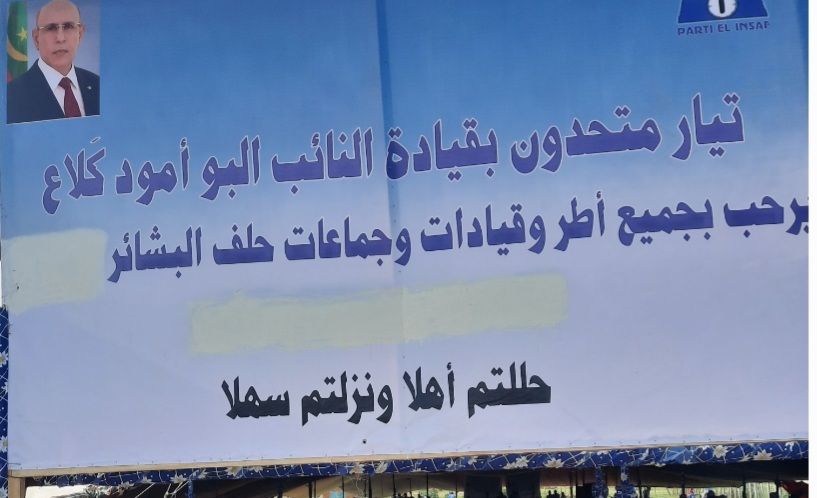 PARTI EL INSAF
تيار متحدون بقيادة النائب البو أمود كَلاع
يرحب بجميع أطر وقيادات وجماعات حلف البشائر
حللتم أهلا ونزلتم سهلا